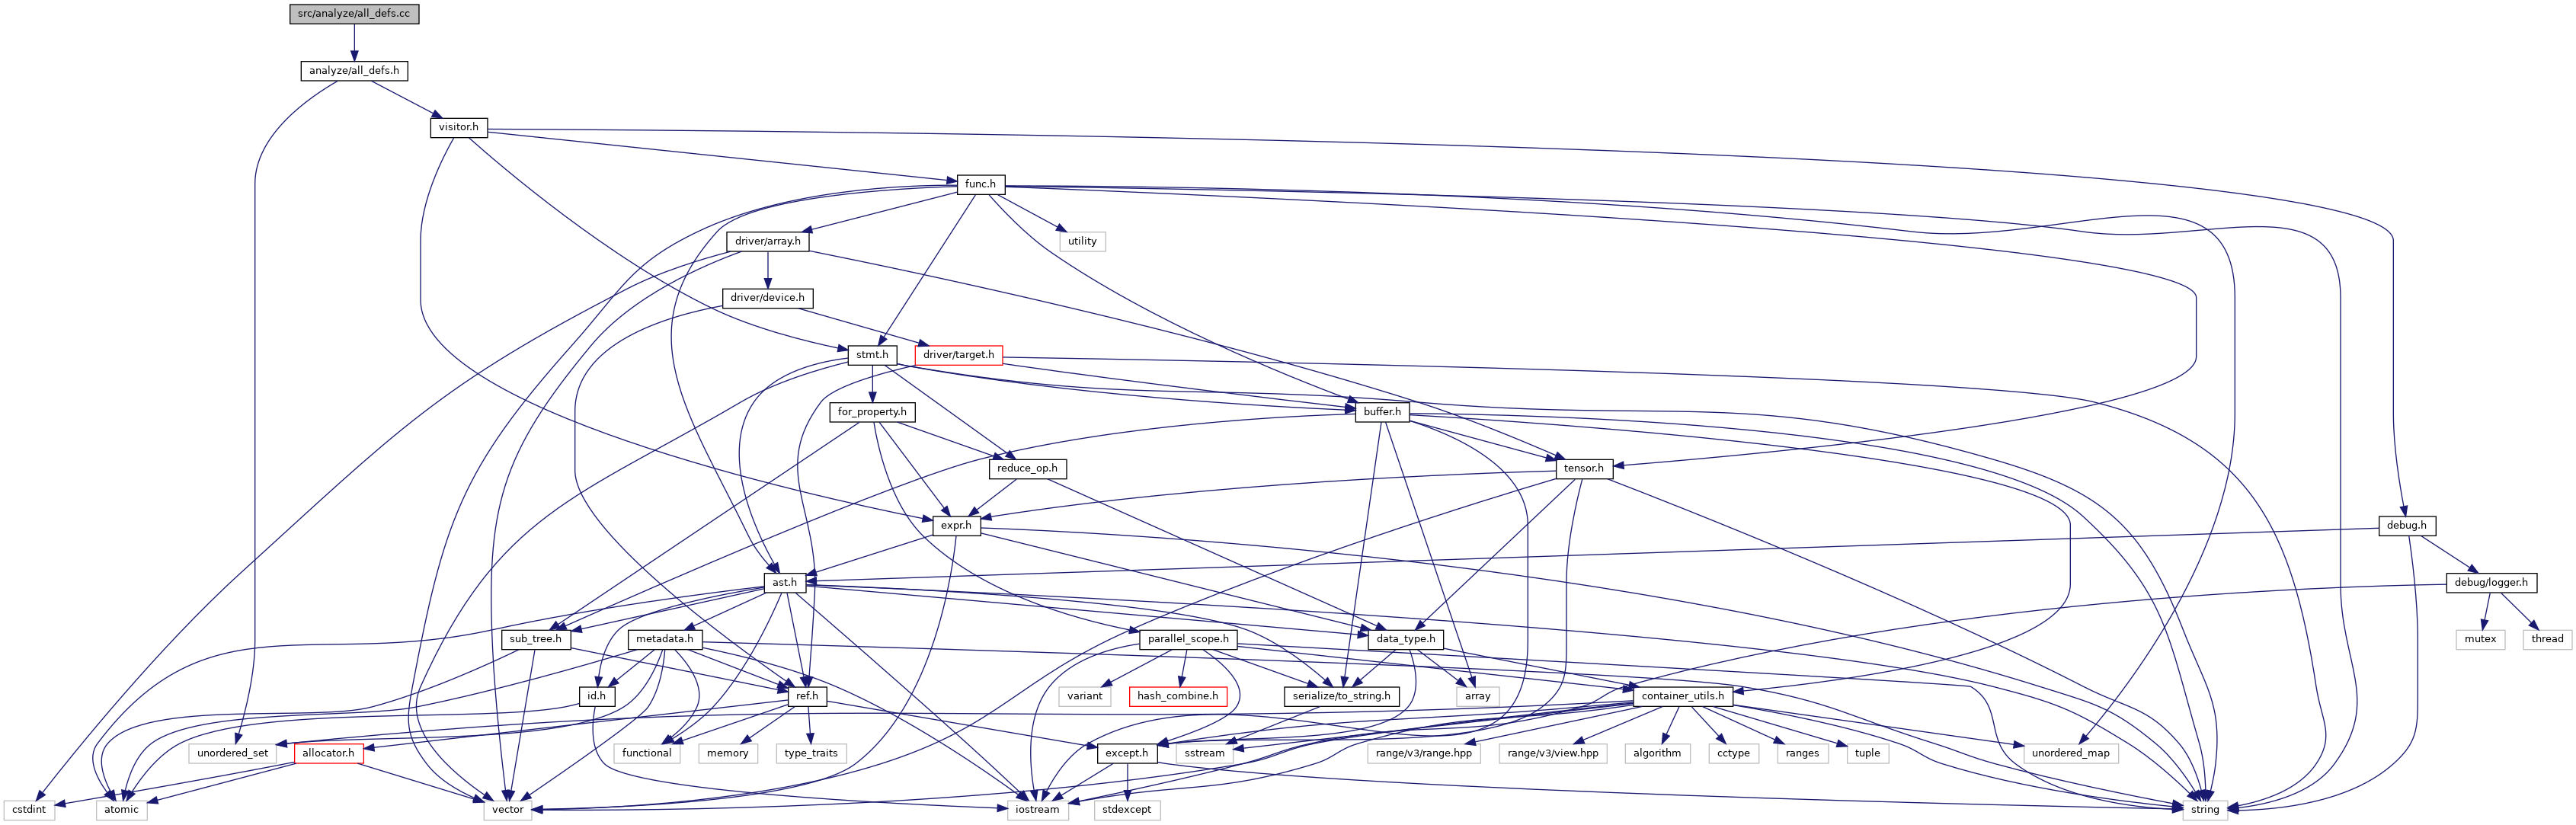 src/analyze/all_defs.cc
analyze/all_defs.h
visitor.h
func.h
driver/array.h
utility
driver/device.h
stmt.h
driver/target.h
for_property.h
buffer.h
reduce_op.h
tensor.h
expr.h
debug.h
ast.h
debug/logger.h
sub_tree.h
metadata.h
parallel_scope.h
data_type.h
mutex
thread
id.h
ref.h
variant
hash_combine.h
serialize/to_string.h
array
container_utils.h
unordered_set
allocator.h
functional
memory
type_traits
except.h
sstream
range/v3/range.hpp
range/v3/view.hpp
algorithm
cctype
ranges
tuple
unordered_map
cstdint
atomic
vector
iostream
stdexcept
string